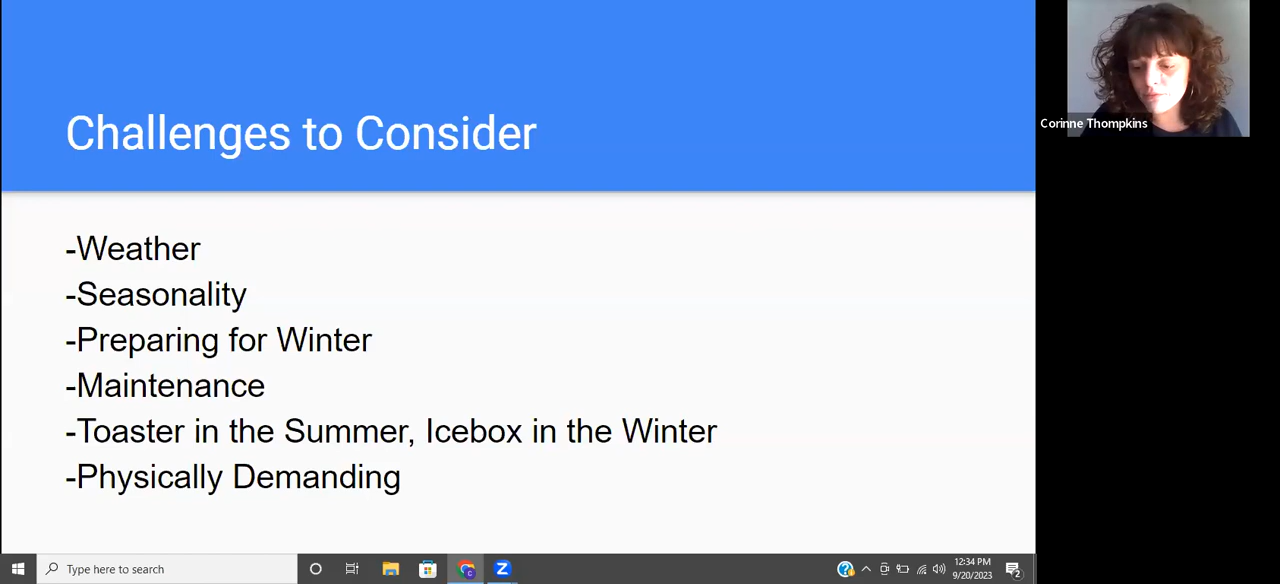 Challenges to Consider
Corinne Thompkins
-Weather
-Seasonality
-Preparing for Winter
-Maintenance
-Toaster in the Summer, Icebox in the Winter
-Physically Demanding
Type here to search
Z
12:34 PM
9/20/2023
2